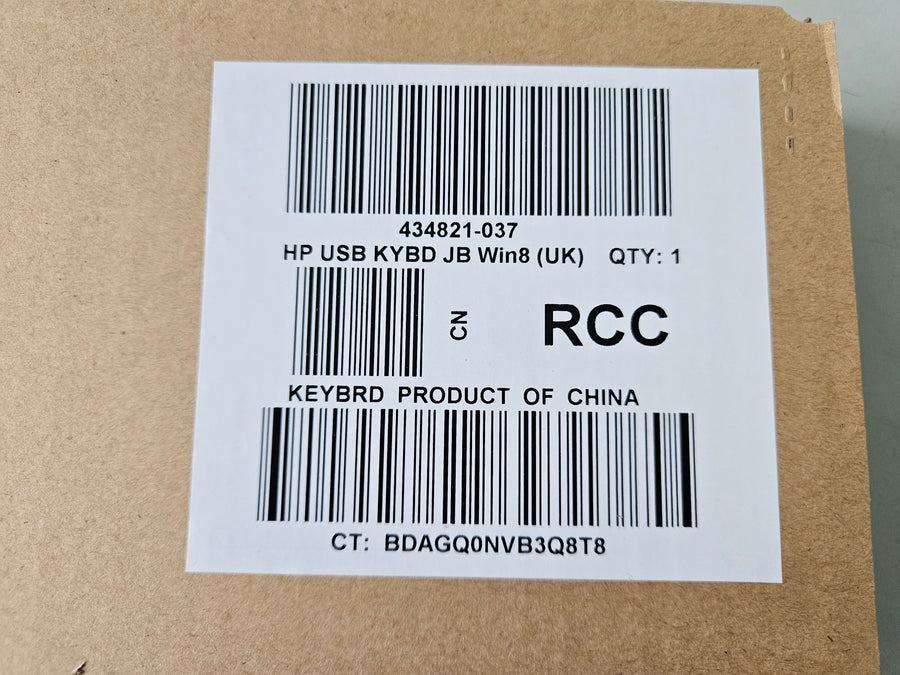 434821-037
HP USB KYBD JB Win8 (UK) QTY: 1
CN
RCC
KEYBRD PRODUCT OF CHINA
CT: BDAGQ0NVB3Q8T8